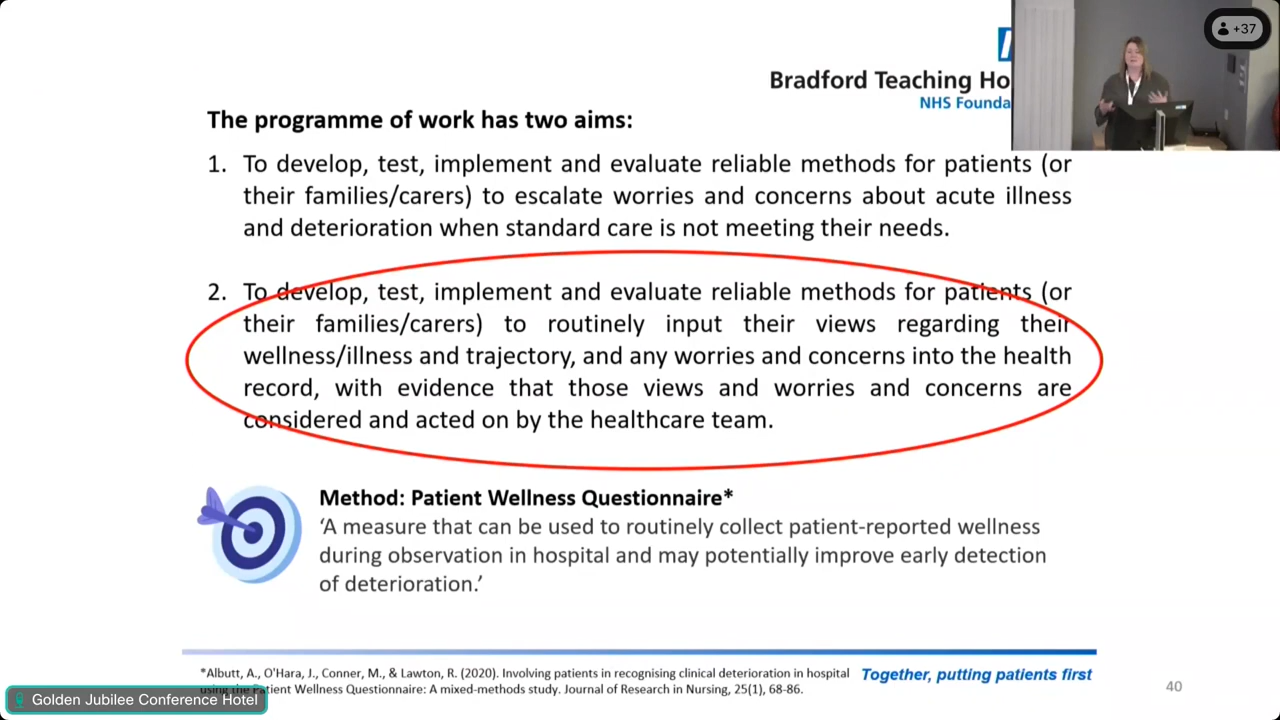 +37
Bradford Teaching Ho
NHS Founda
The programme of work has two aims:
1. To develop, test, implement and evaluate reliable methods for patients (or
their families/carers) to escalate worries and concerns about acute illness
and deterioration when standard care is not meeting their needs.
2. To develop, test, implement and evaluate reliable methods for patients (or
their families/carers) to routinely input their views regarding their
wellness/illness and trajectory, and any worries and concerns into the health
record, with evidence that those views and worries and concerns are
considered and acted on by the healthcare team.
Method: Patient Wellness Questionnaire*
‘A measure that can be used to routinely collect patient-reported wellness
during observation in hospital and may potentially improve early detection
of deterioration.’
*Albutt, A., O'Hara, J., Conner, M., & Lawton, R. (2020). Involving patients in recognising clinical deterioration in hospital
using the Patient Wellness Questionnaire: A mixed-methods study. Journal of Research in Nursing, 25(1), 68-86.
Together, putting patients first
40
Golden Jubilee Conference Hotel